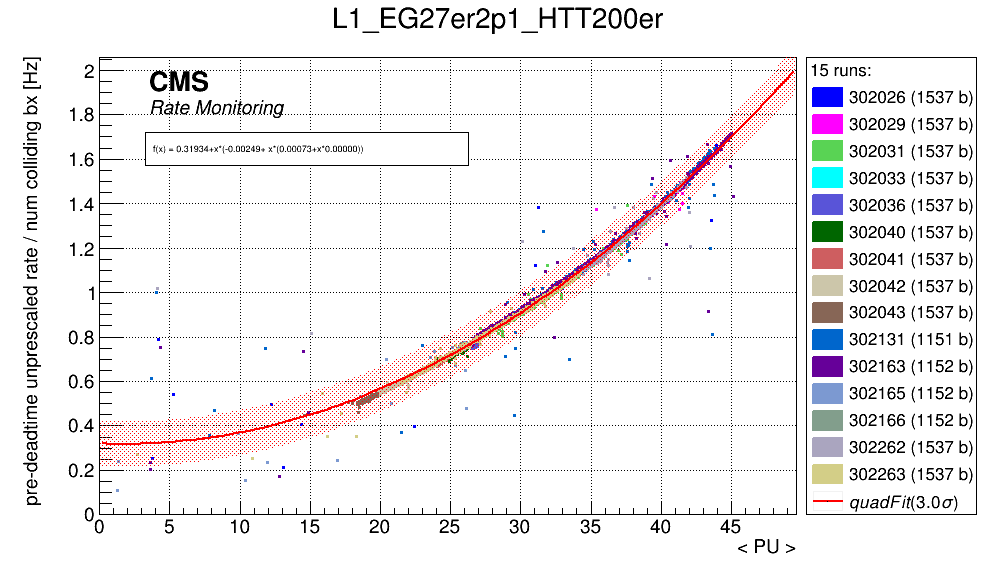 L1_EG27er2p1_HTT200er
pre-deadtime unprescaled rate / num colliding bx [Hz]
2
1.8
1.6
1.4
1.2
1
0.8
0.6
0.4
0.2
0
CMS
Rate Monitoring
f(x) = 0.31934+x*(-0.00249+ x*(0.00073+x*0.00000))
0 5 10 15 20 25 30 35 40 45
< PU >
15 runs:
302026 (1537 b)
302029 (1537 b)
302031 (1537 b)
302033 (1537 b)
302036 (1537 b)
302040 (1537 b)
302041 (1537 b)
302042 (1537 b)
302043 (1537 b)
302131 (1151 b)
302163 (1152 b)
302165 (1152 b)
302166 (1152 b)
302262 (1537 b)
302263 (1537 b)
quadFit(3.0σ)